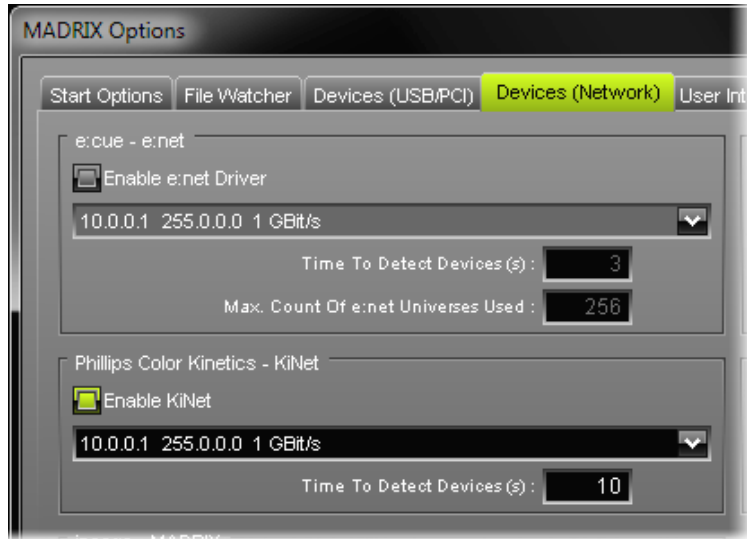 MADRIX Options
Start Options File Watcher Devices (USB/PCI) Devices (Network) User Int
e:cue - e:net
Enable e:net Driver
10.0.0.1 255.0.0.0 1 GBit/s
Time To Detect Devices (s) : 3
Max. Count Of e:net Universes Used : 256
Phillips Color Kinetics - KiNet
Enable KiNet
10.0.0.1 255.0.0.0 1 GBit/s
Time To Detect Devices (s) : 10